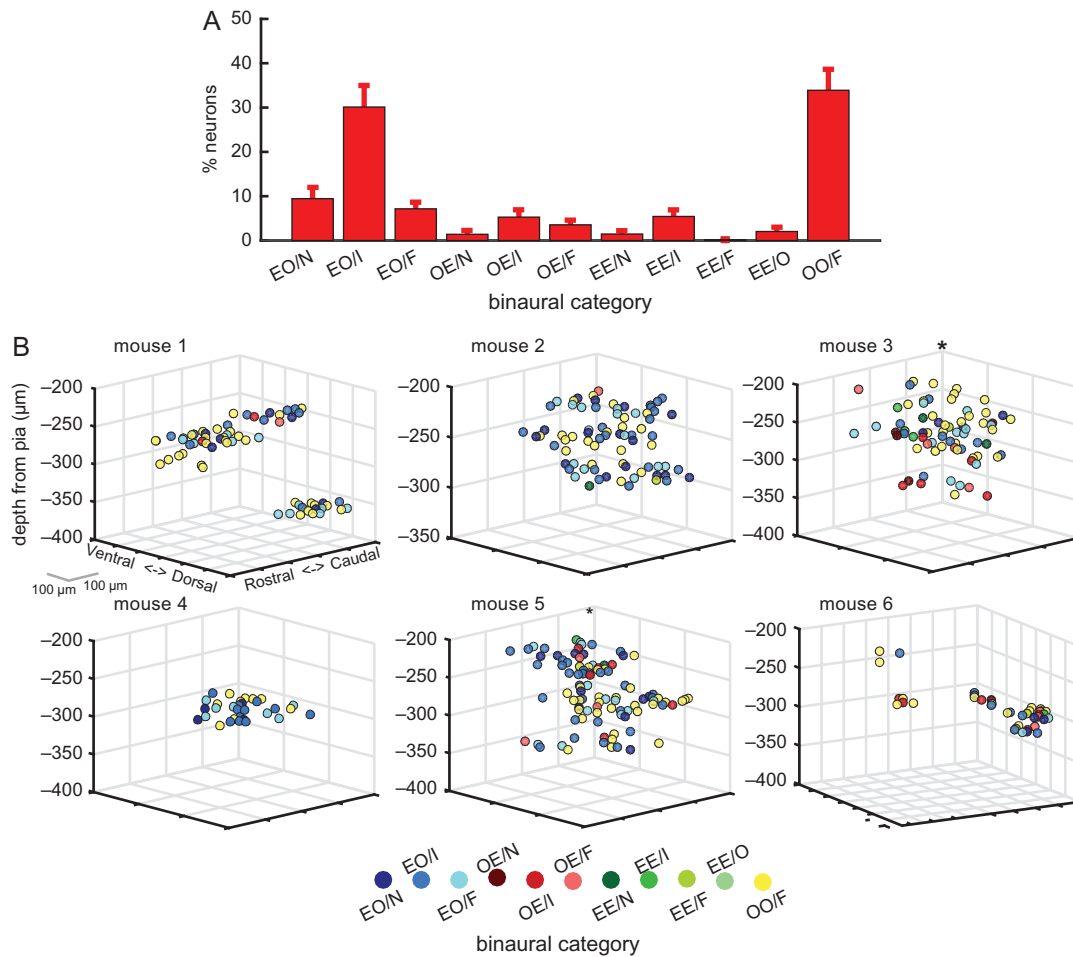 A
50
40
30
20
10
0
% neurons
EO/N EO/I EO/F OE/N OE/I OE/F EE/N EE/I EE/F EE/O OO/F
binaural category
B
mouse 1
mouse 2
mouse 3
*
–200
–250
–300
–350
–400
depth from pia (µm)
Ventral <-> Dorsal
Rostral <-> Caudal
100 µm 100 µm
–200
–250
–300
–350
–200
–250
–300
–350
–400
mouse 4
mouse 5
*
mouse 6
–200
–250
–300
–350
–400
–200
–250
–300
–350
–400
–200
–250
–300
–350
–400
EO/I OE/N OE/F EE/I EE/O
EO/N EO/F OE/I EE/N EE/F OO/F
binaural category